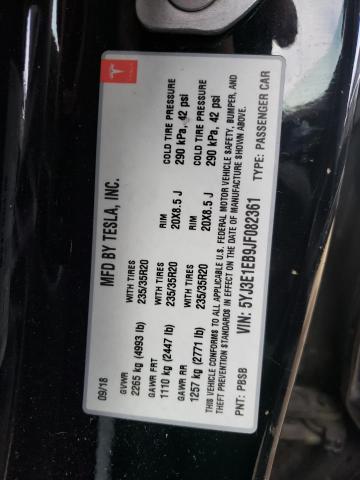 09/18 MFD BY TESLA, INC.
GVWR WITH TIRES RIM COLD TIRE PRESSURE
2265 kg (4993 lb) 235/35R20 20X8.5 J 290 kPa, 42 psi
GAWR FRT WITH TIRES RIM COLD TIRE PRESSURE
1110 kg (2447 lb) 235/35R20 20X8.5 J 290 kPa, 42 psi
GAWR RR
1257 kg (2771 lb)
THIS VEHICLE CONFORMS TO ALL APPLICABLE U.S. FEDERAL MOTOR VEHICLE SAFETY, BUMPER, AND
THEFT PREVENTION STANDARDS IN EFFECT ON THE DATE OF MANUFACTURE SHOWN ABOVE.
PNT: PBSB VIN: 5YJ3E1EB9JF082361 TYPE: PASSENGER CAR